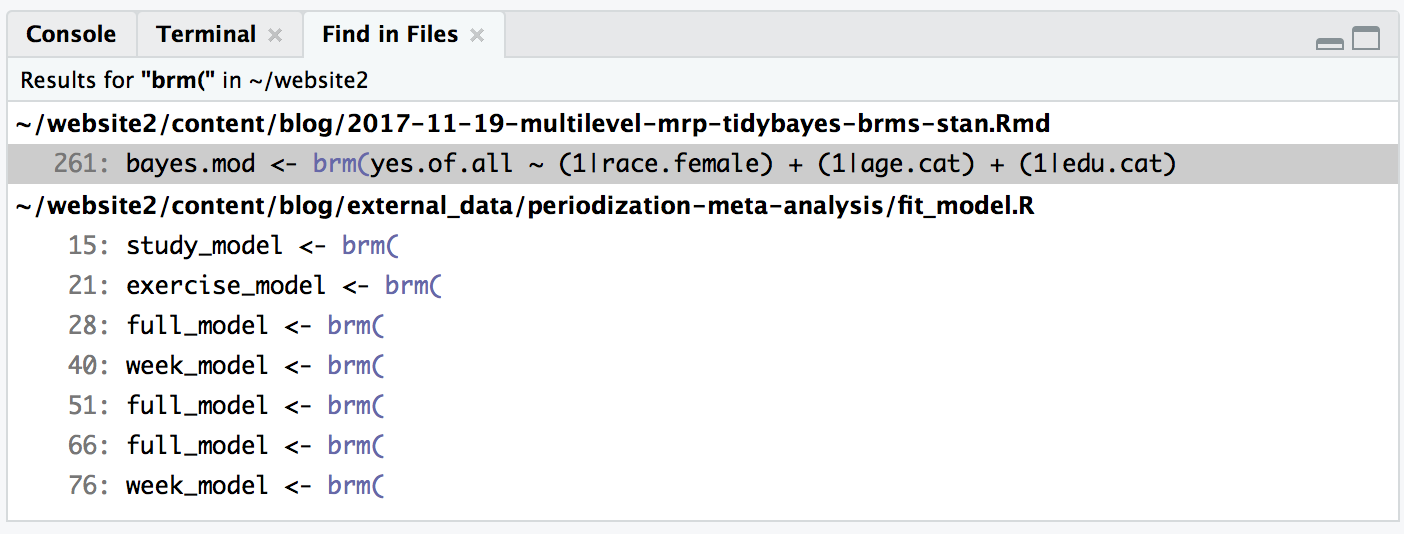 Console Terminal × Find in Files ×
Results for "brm(" in ~/website2
~/website2/content/blog/2017-11-19-multilevel-mrp-tidybayes-brms-stan.Rmd
261: bayes.mod <- brm(yes.of.all ~ (1|race.female) + (1|age.cat) + (1|edu.cat)
~/website2/content/blog/external_data/periodization-meta-analysis/fit_model.R
15: study_model <- brm(
21: exercise_model <- brm(
28: full_model <- brm(
40: week_model <- brm(
51: full_model <- brm(
66: full_model <- brm(
76: week_model <- brm(